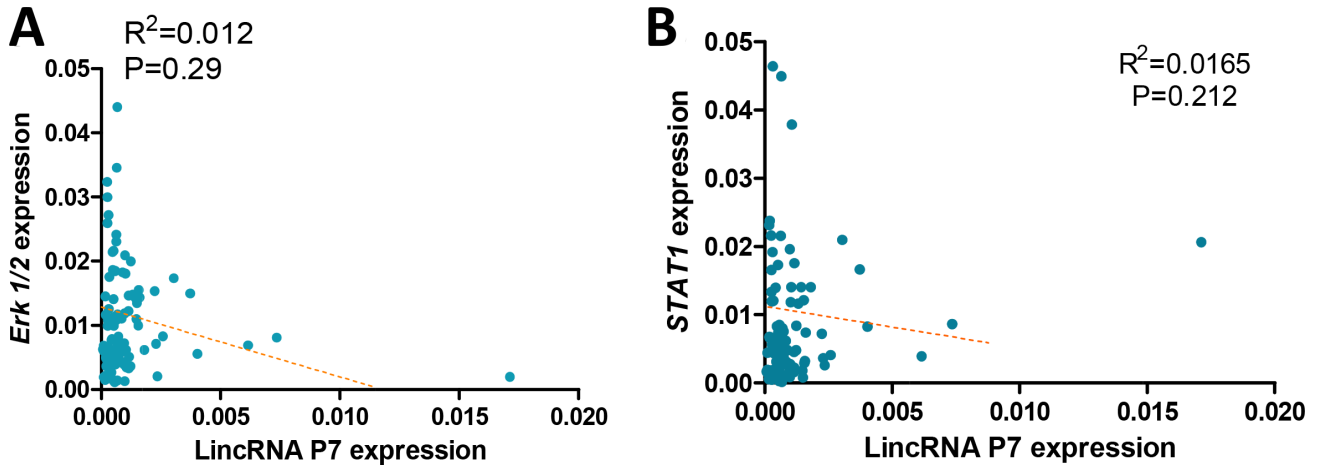 A
R²=0.012
P=0.29
Erk 1/2 expression
0.05
0.04
0.03
0.02
0.01
0.00
0.000 0.005 0.010 0.015 0.020
LincRNA P7 expression
B
R²=0.0165
P=0.212
STAT1 expression
0.05
0.04
0.03
0.02
0.01
0.00
0.000 0.005 0.010 0.015 0.020
LincRNA P7 expression